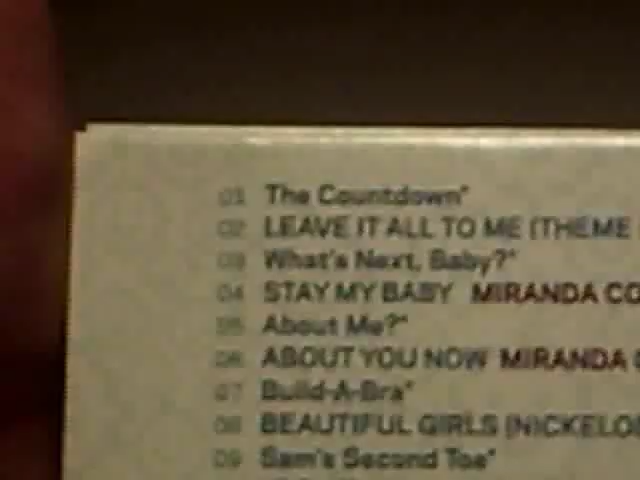 01 The Countdown*
02 LEAVE IT ALL TO ME (THEME
03 What's Next, Baby?*
04 STAY MY BABY MIRANDA CO
05 About Me?*
06 ABOUT YOU NOW MIRANDA
07 Build-A-Bra*
08 BEAUTIFUL GIRLS (NICKELO
09 Sam's Second Toe*